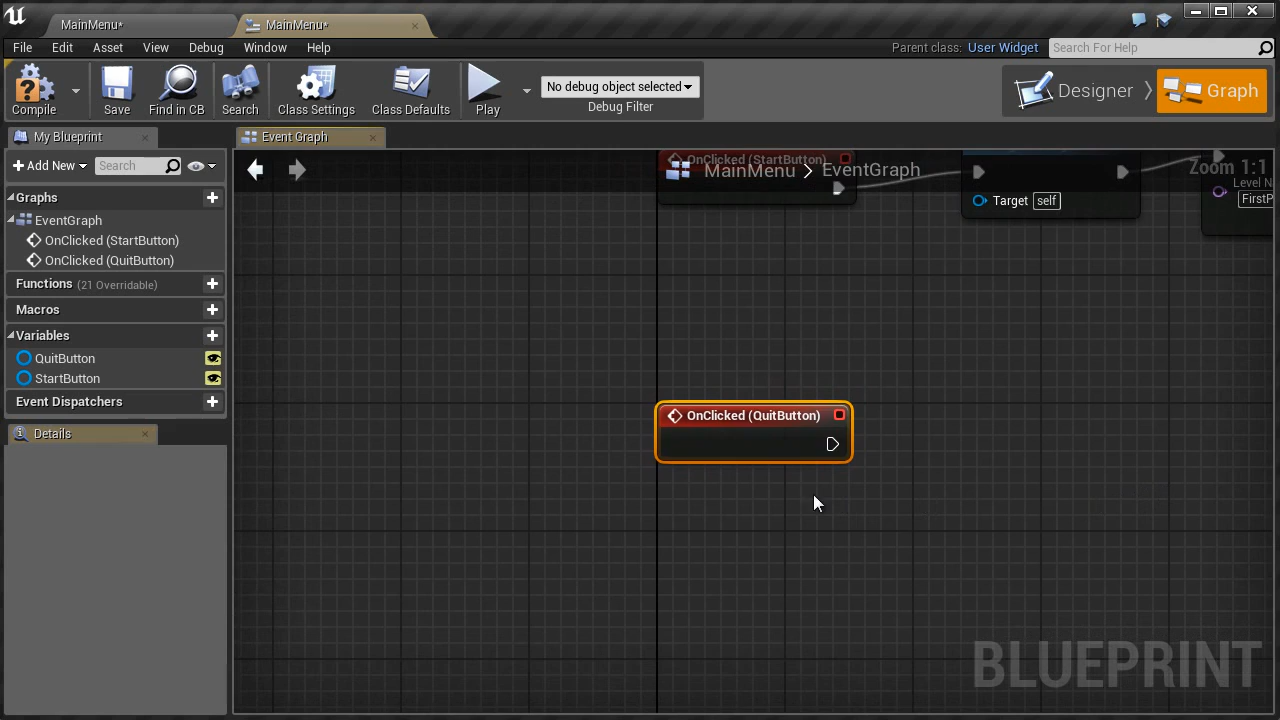 MainMenu*
MainMenu*
File Edit Asset View Debug Window Help
Parent class: User Widget
Search For Help
Compile
Save
Find in CB
Search
Class Settings
Class Defaults
Play
No debug object selected
Debug Filter
Designer
Graph
My Blueprint
Event Graph
Add New
Search
Graphs
EventGraph
OnClicked (StartButton)
OnClicked (QuitButton)
Functions (21 Overridable)
Macros
Variables
QuitButton
StartButton
Event Dispatchers
Details
OnClicked (StartButton)
MainMenu > EventGraph
Zoom 1:1
Target self
Level N
FirstP
OnClicked (QuitButton)
BLUEPRINT